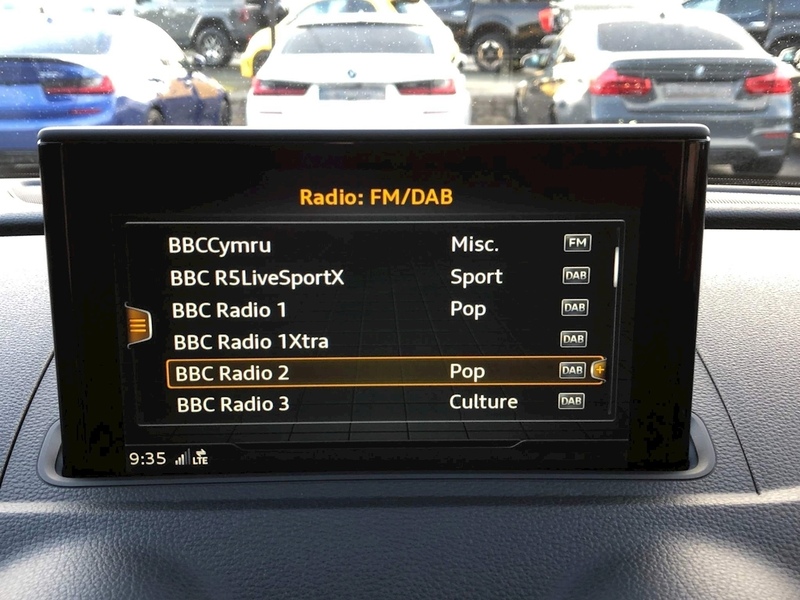 Radio: FM/DAB
BBCCymru Misc. FM
BBC R5LiveSportX Sport DAB
BBC Radio 1 Pop DAB
BBC Radio 1Xtra DAB
BBC Radio 2 Pop DAB +
BBC Radio 3 Culture DAB
9:35 LTE